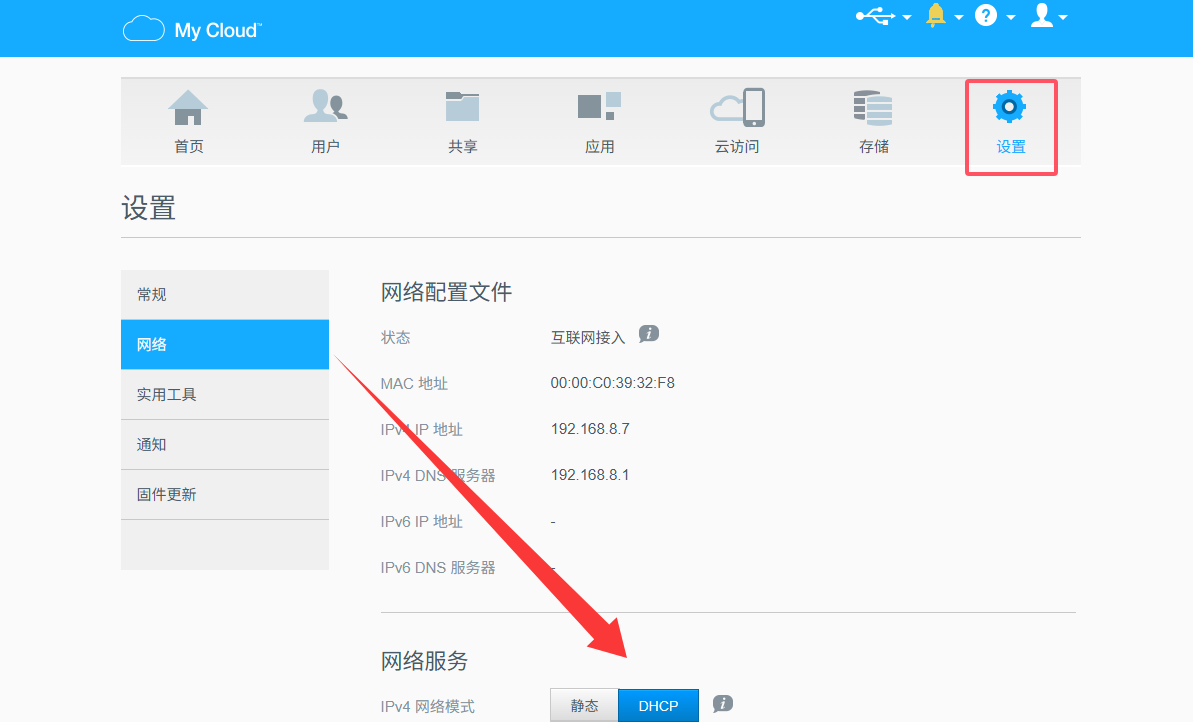 My Cloud™
首页 用户 共享 应用 云访问 存储 设置
设置
常规
网络
实用工具
通知
固件更新
网络配置文件
状态 互联网接入
MAC 地址 00:00:C0:39:32:F8
IPv4 IP 地址 192.168.8.7
IPv4 DNS 服务器 192.168.8.1
IPv6 IP 地址 -
IPv6 DNS 服务器 -
网络服务
IPv4 网络模式 静态 DHCP